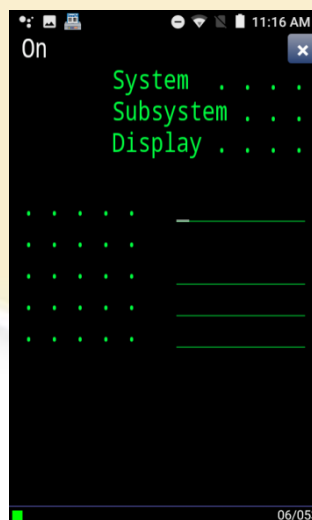 11:16 AM
On
System . . . .
Subsystem . . .
Display . . . .
. . . . .
. . . . .
. . . . .
. . . . .
. . . . .
06/05